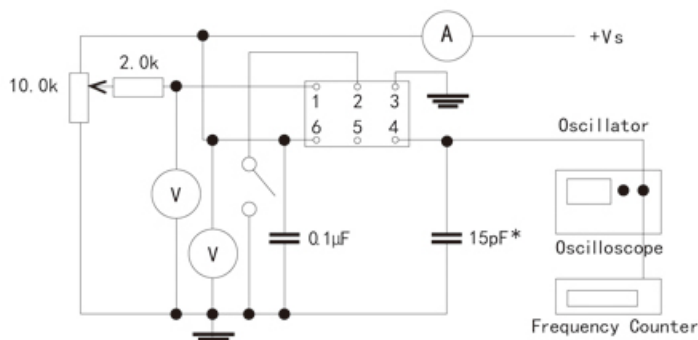 A
+Vs
2.0k
10.0k
1 2 3
6 5 4
Oscillator
V
V
0.1μF
15pF*
Oscilloscope
Frequency Counter